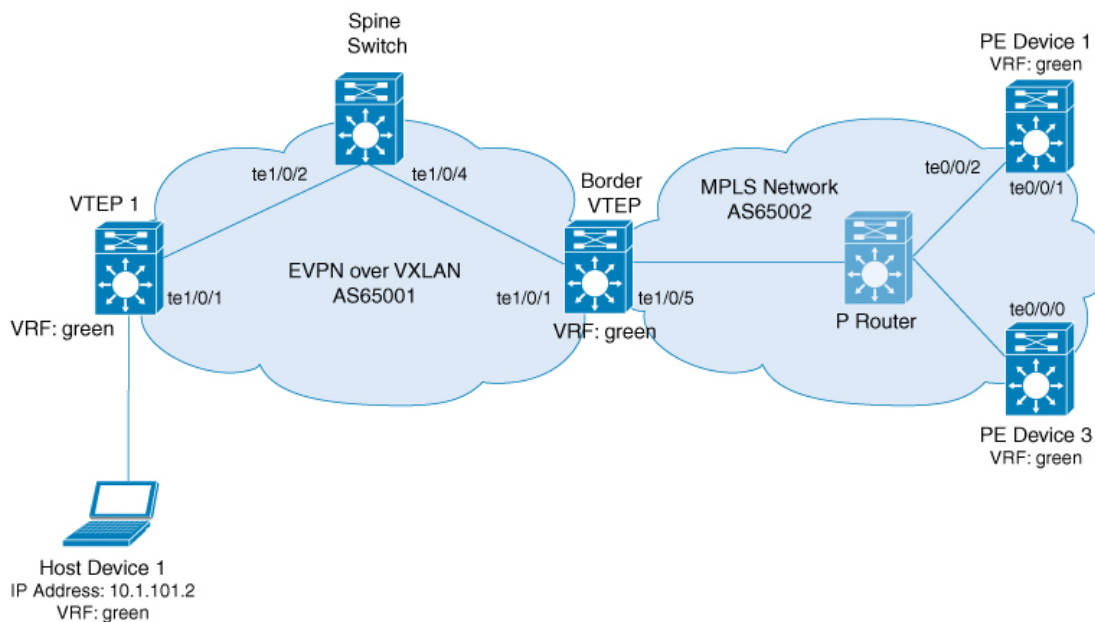 Spine
Switch
PE Device 1
VRF: green
te1/0/2
te1/0/4
te0/0/2
te0/0/1
VTEP 1
Border
VTEP
MPLS Network
AS65002
EVPN over VXLAN
AS65001
te1/0/1
te1/0/1
te1/0/5
VRF: green
VRF: green
P Router
te0/0/0
PE Device 3
VRF: green
Host Device 1
IP Address: 10.1.101.2
VRF: green